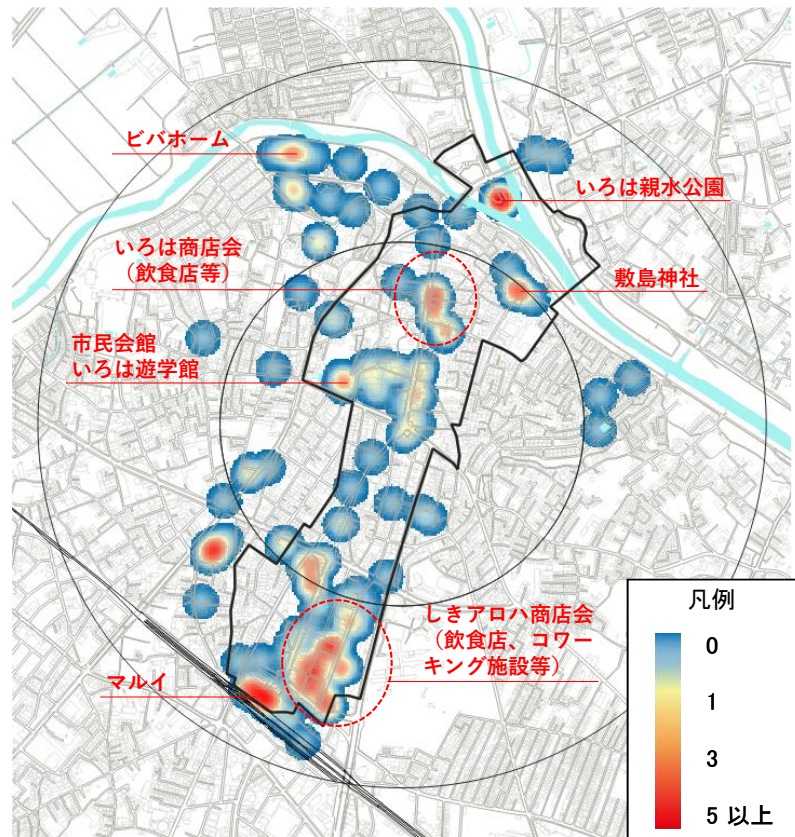 ビバホーム
いろは親水公園
いろは商店会
（飲食店等）
敷島神社
市民会館
いろは遊学館
しきアロハ商店会
（飲食店、コワー
キング施設等）
マルイ
凡例
0
1
3
5 以上